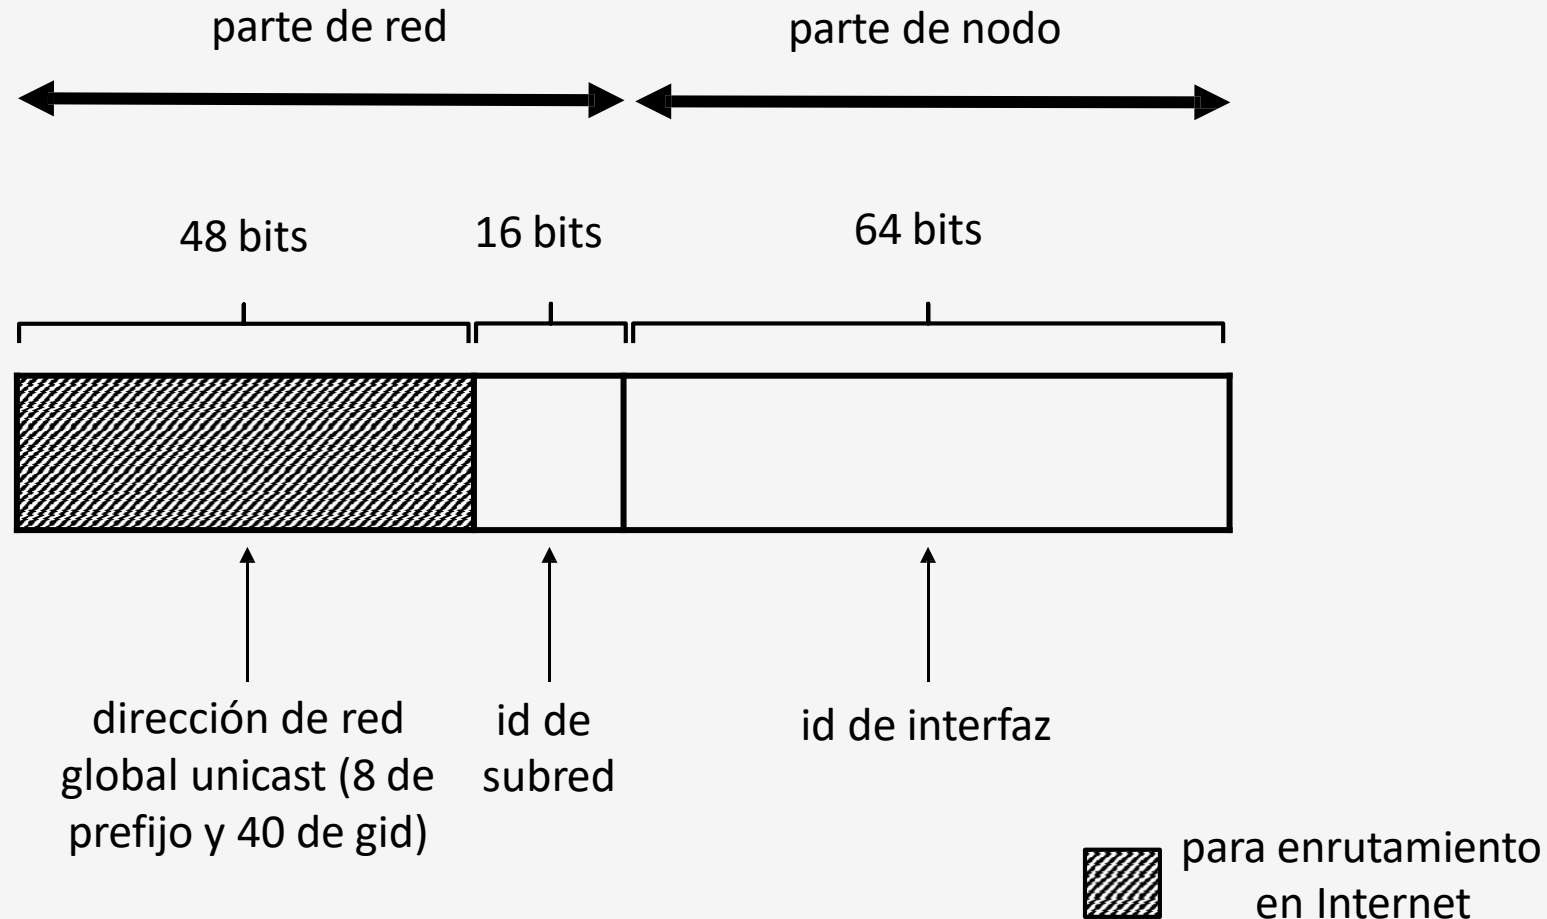 parte de red
parte de nodo
48 bits
16 bits
64 bits
dirección de red
global unicast (8 de
prefijo y 40 de gid)
id de
subred
id de interfaz
para enrutamiento
en Internet